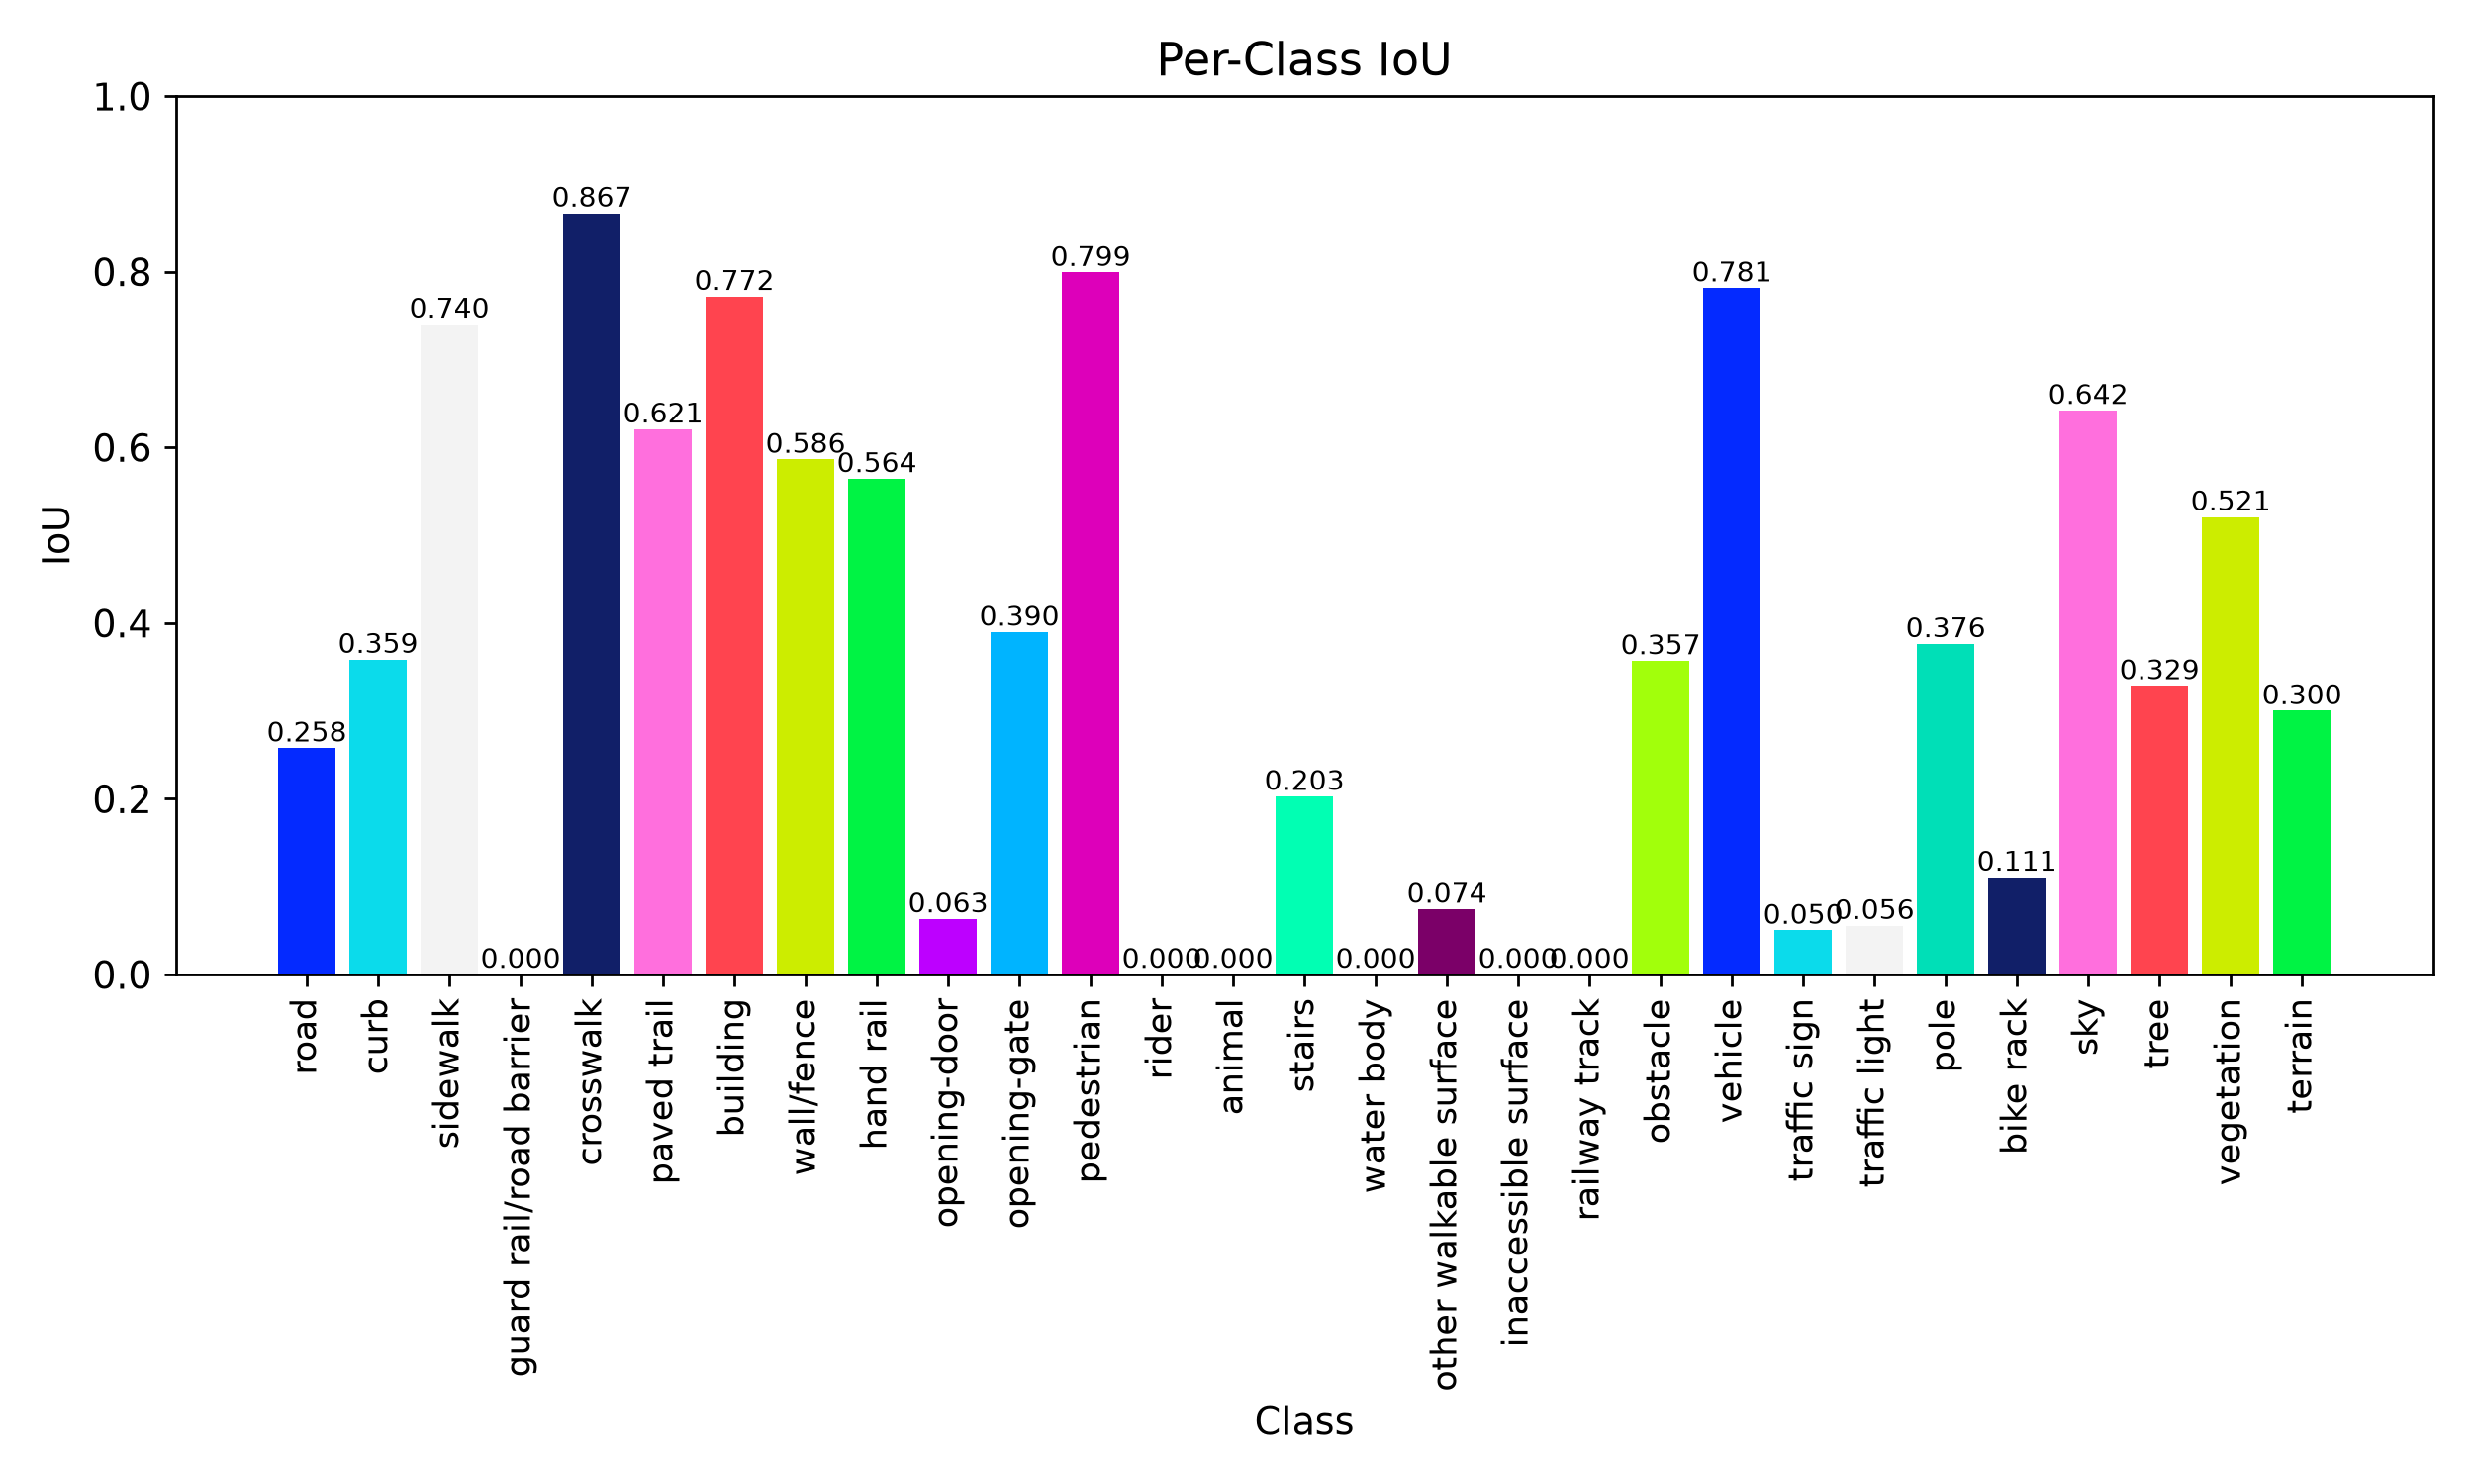 Per-Class IoU
1.0
0.8
0.6
0.4
0.2
0.0
IoU
0.258
0.359
0.740
0.000
0.867
0.621
0.772
0.586
0.564
0.063
0.390
0.799
0.000
0.000
0.203
0.000
0.074
0.000
0.000
0.357
0.781
0.050
0.056
0.376
0.111
0.642
0.329
0.521
0.300
road
curb
sidewalk
guard rail/road barrier
crosswalk
paved trail
building
wall/fence
hand rail
opening-door
opening-gate
pedestrian
rider
animal
stairs
water body
other walkable surface
inaccessible surface
railway track
obstacle
vehicle
traffic sign
traffic light
pole
bike rack
sky
tree
vegetation
terrain
Class